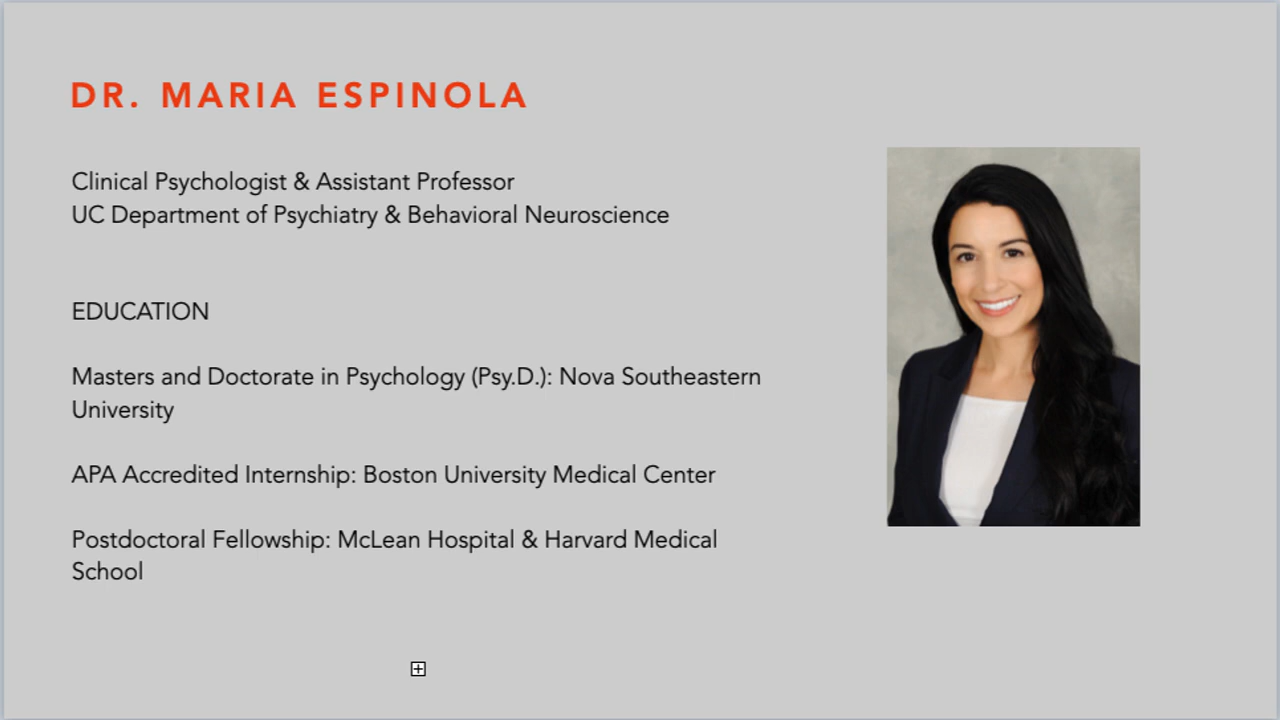 DR. MARIA ESPINOLA
Clinical Psychologist & Assistant Professor
UC Department of Psychiatry & Behavioral Neuroscience
EDUCATION
Masters and Doctorate in Psychology (Psy.D.): Nova Southeastern
University
APA Accredited Internship: Boston University Medical Center
Postdoctoral Fellowship: McLean Hospital & Harvard Medical
School